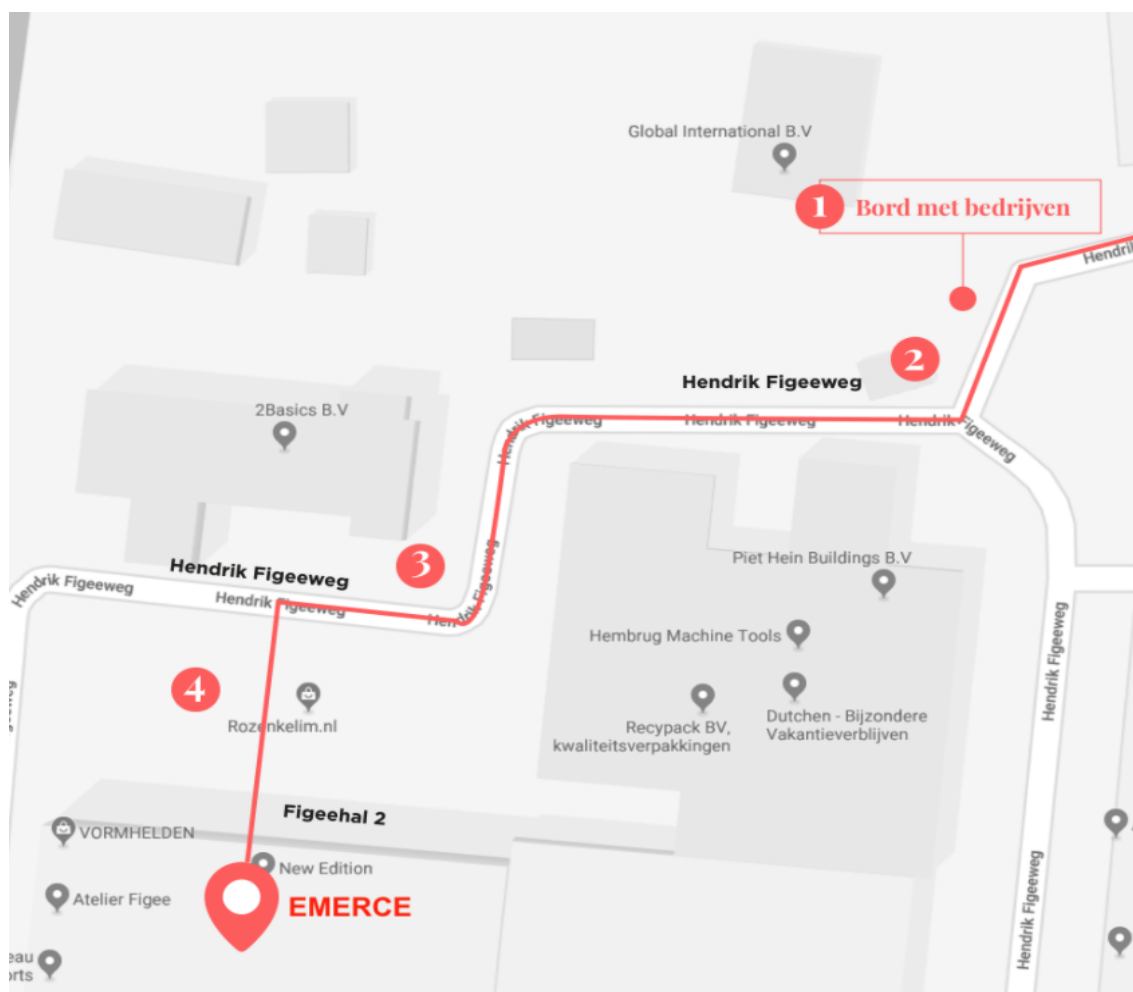 Global International B.V
1 Bord met bedrijven
Hendrik
2
Hendrik Figeeweg
2Basics B.V
Hendrik Figeeweg
Hendrik Figeeweg
Hendrik Figeeweg
Hendrik Figeeweg
3
Piet Hein Buildings B.V
Hendrik Figeeweg
Hendrik Figeeweg
Hendrik Figeeweg
Hendrik Figeeweg
Hendrik Figeeweg
Hembrug Machine Tools
Hendrik Figeeweg
4
Rozenkelim.nl
Recypack BV,
kwaliteitsverpakkingen
Dutchen - Bijzondere
Vakantieverblijven
Figeehal 2
VORMHELDEN
New Edition
Atelier Figee
EMERCE
Hendrik Figeeweg
eau
orts